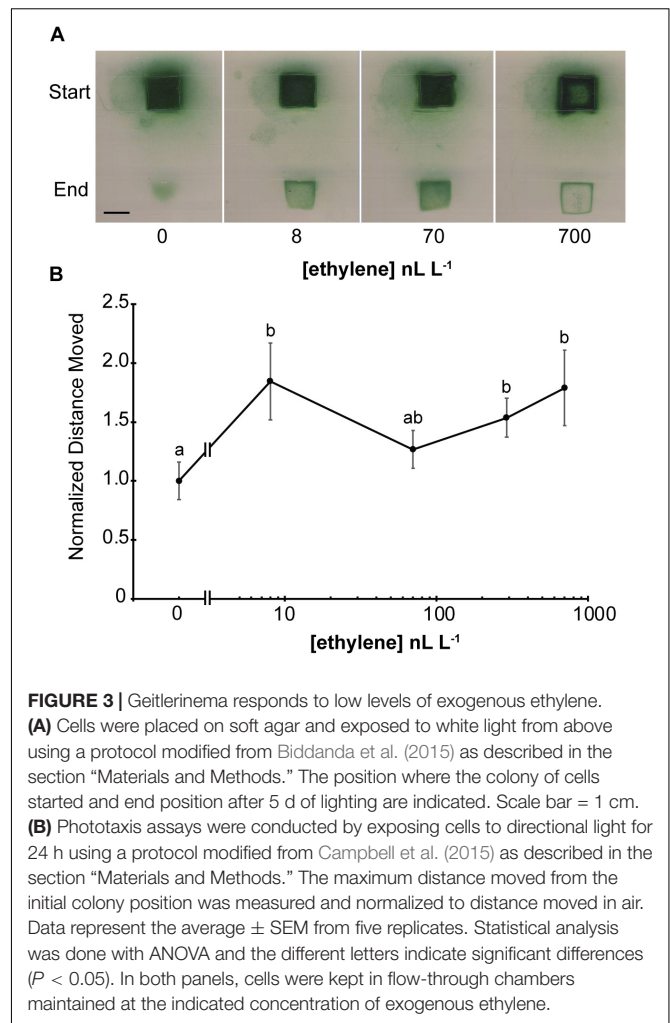 A
Start
End
0 8 70 700
[ethylene] nL L⁻¹
B
Normalized Distance Moved
2.5
2.0
1.5
1.0
0.5
0
a
b
ab
b
b
0 10 100 1000
[ethylene] nL L⁻¹
FIGURE 3 | Geitlerinema responds to low levels of exogenous ethylene.
(A) Cells were placed on soft agar and exposed to white light from above
using a protocol modified from Biddanda et al. (2015) as described in the
section “Materials and Methods.” The position where the colony of cells
started and end position after 5 d of lighting are indicated. Scale bar = 1 cm.
(B) Phototaxis assays were conducted by exposing cells to directional light for
24 h using a protocol modified from Campbell et al. (2015) as described in the
section “Materials and Methods.” The maximum distance moved from the
initial colony position was measured and normalized to distance moved in air.
Data represent the average ± SEM from five replicates. Statistical analysis
was done with ANOVA and the different letters indicate significant differences
(P < 0.05). In both panels, cells were kept in flow-through chambers
maintained at the indicated concentration of exogenous ethylene.